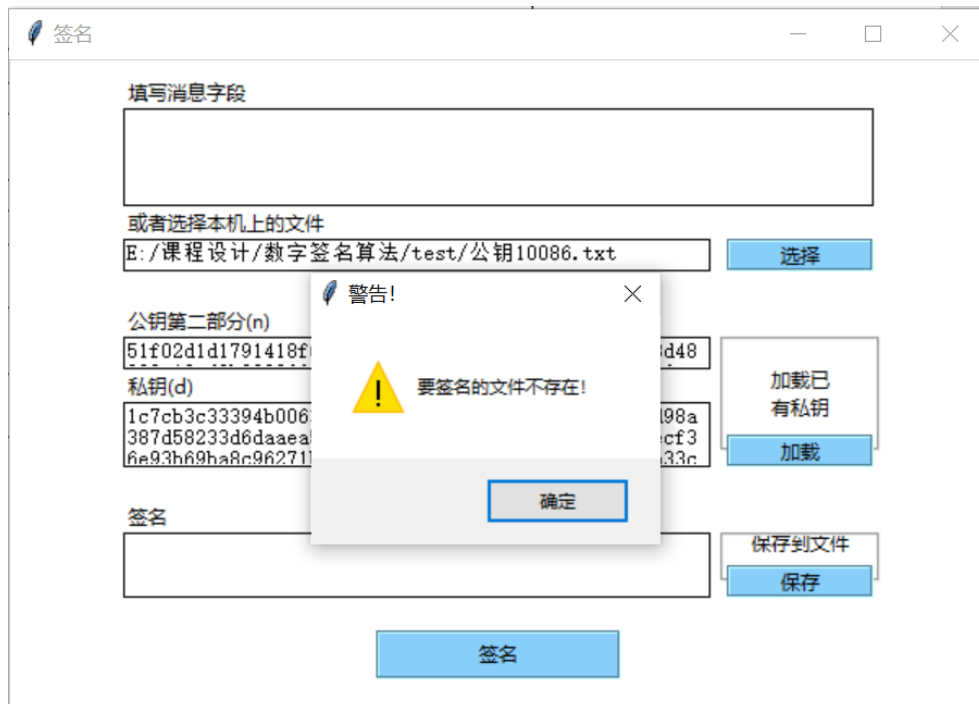 签名
填写消息字段
或者选择本机上的文件
E:/课程设计/数字签名算法/test/公钥10086.txt
选择
警告!
公钥第二部分(n)
51f02d1d1791418f
d48
要签名的文件不存在!
加载已
有私钥
私钥(d)
1c7cb3c33394b006
98a
387d58233d6daaea
cf3
6e93b69ba8c96271
33c
加载
确定
签名
保存到文件
保存
签名